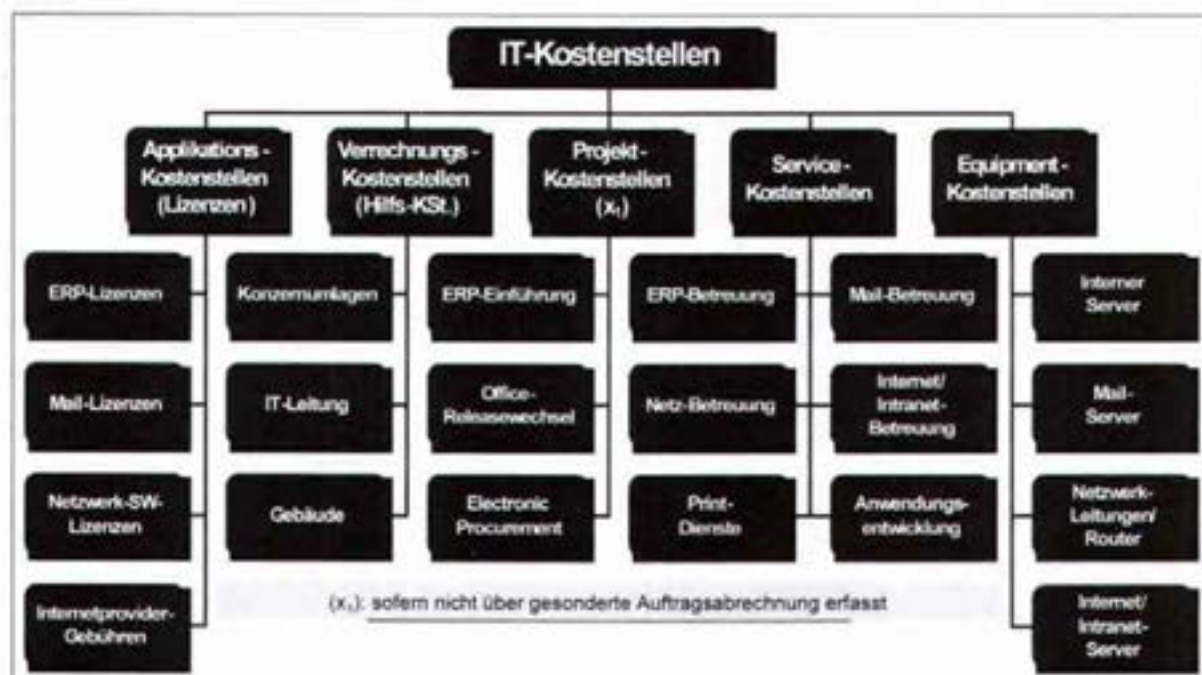 IT-Kostenstellen
Applikations-
Kostenstellen
(Lizenzen)
Verrechnungs-
Kostenstellen
(Hilfs-KSt.)
Projekt-
Kostenstellen
(x₁)
Service-
Kostenstellen
Equipment-
Kostenstellen
ERP-Lizenzen
Konzernumlagen
ERP-Einführung
ERP-Betreuung
Mail-Betreuung
Interner
Server
Mail-Lizenzen
IT-Leitung
Office-
Releasewechsel
Netz-Betreuung
Internet/
Intranet-
Betreuung
Mail-
Server
Netzwerk-SW-
Lizenzen
Gebäude
Electronic
Procurement
Print-
Dienste
Anwendungs-
entwicklung
Netzwerk-
Leitungen/
Router
Internetprovider-
Gebühren
(x₁): sofern nicht über gesonderte Auftragsabrechnung erfasst
Internet/
Intranet-
Server